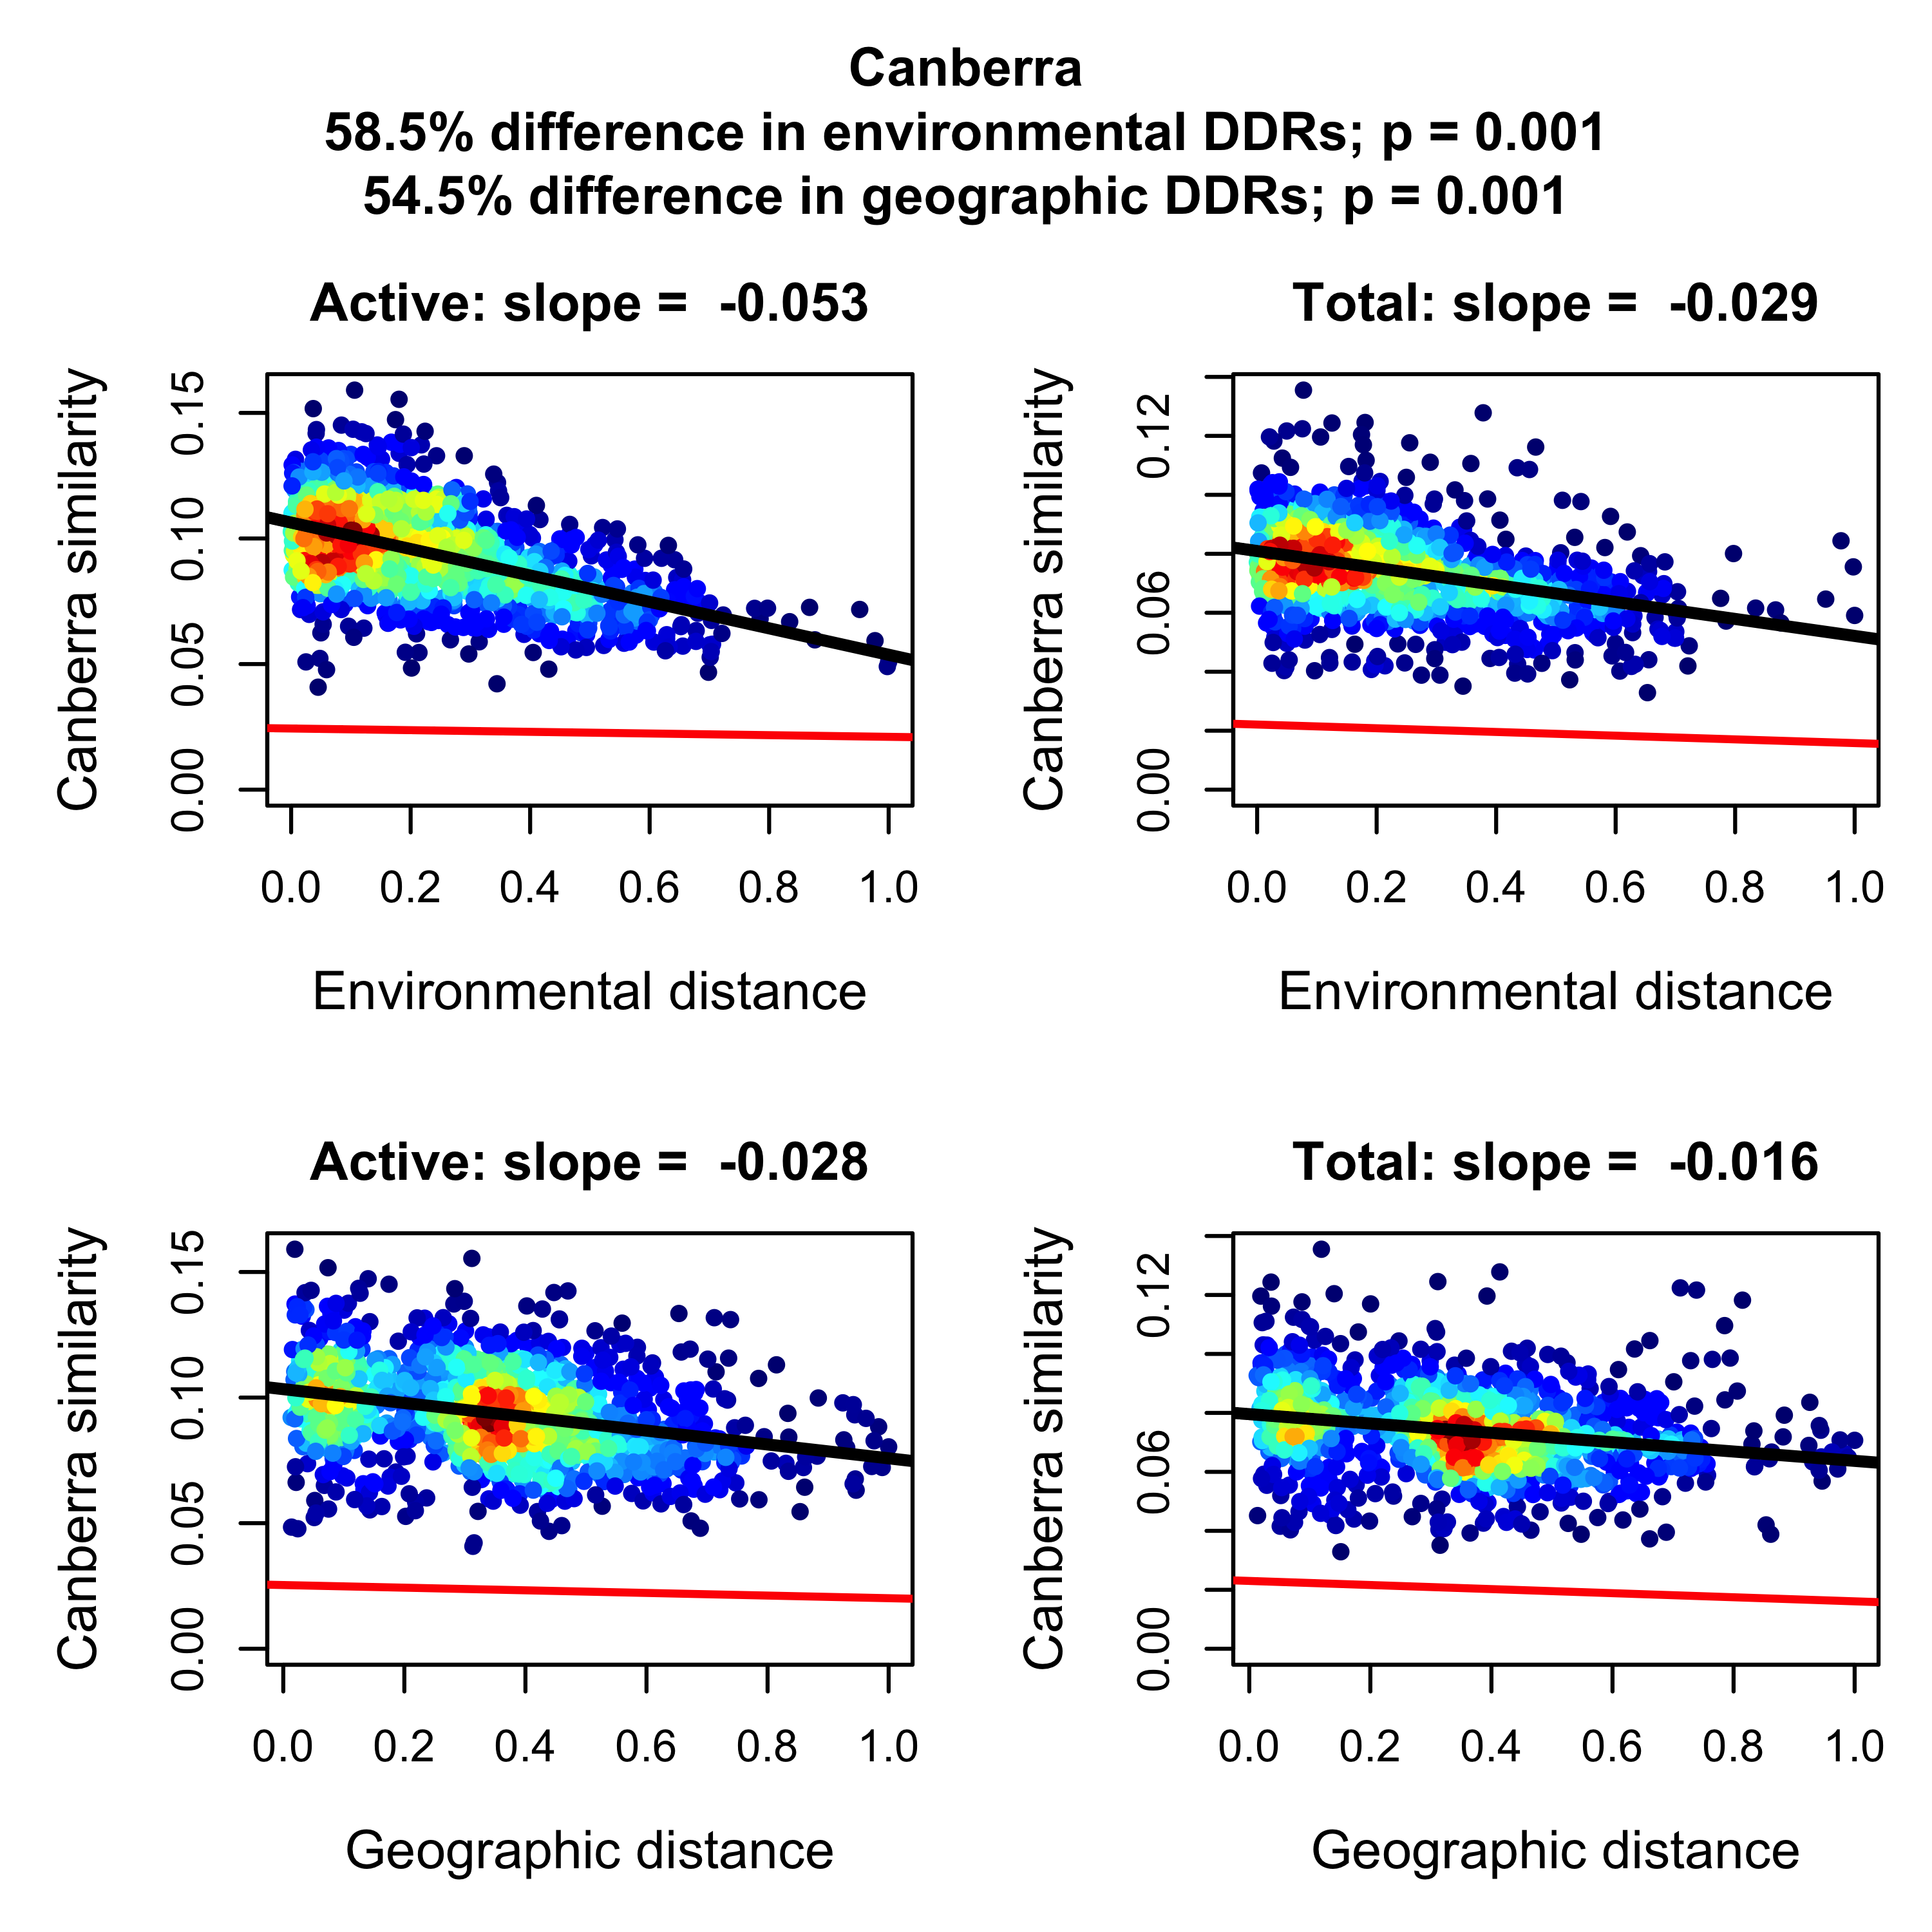 Canberra
58.5% difference in environmental DDRs; p = 0.001
54.5% difference in geographic DDRs; p = 0.001
Active: slope =  -0.053
Canberra similarity
0.15
0.10
0.05
0.00
0.0 0.2 0.4 0.6 0.8 1.0
Environmental distance
Total: slope =  -0.029
Canberra similarity
0.12
0.06
0.00
0.0 0.2 0.4 0.6 0.8 1.0
Environmental distance
Active: slope =  -0.028
Canberra similarity
0.15
0.10
0.05
0.00
0.0 0.2 0.4 0.6 0.8 1.0
Geographic distance
Total: slope =  -0.016
Canberra similarity
0.12
0.06
0.00
0.0 0.2 0.4 0.6 0.8 1.0
Geographic distance